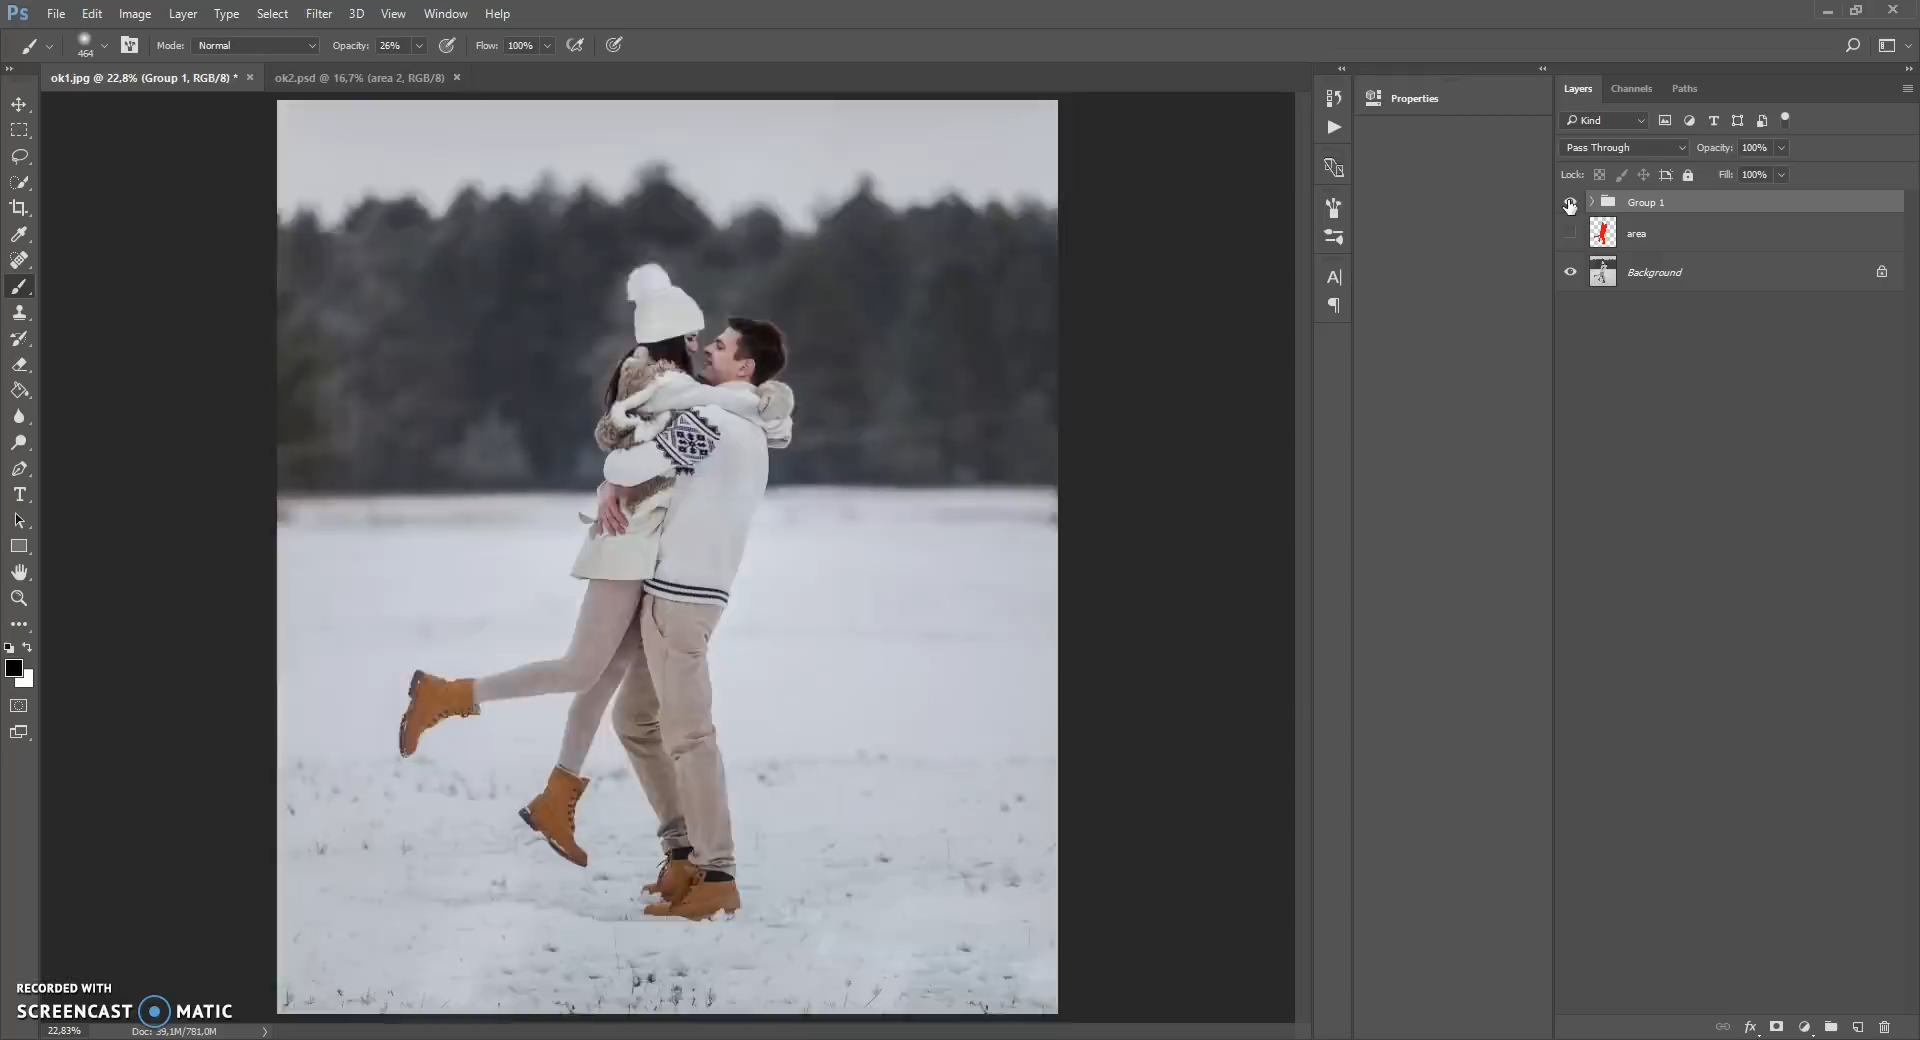 Ps File Edit Image Layer Type Select Filter 3D View Window Help
464 Mode: Normal Opacity: 26% Flow: 100%
ok1.jpg @ 22,8% (Group 1, RGB/8) * × ok2.psd @ 16,7% (area 2, RGB/8) ×
Properties
Layers Channels Paths
Kind
Pass Through Opacity: 100%
Lock: Fill: 100%
Group 1
area
Background
RECORDED WITH
SCREENCAST MATIC
22,83% Doc: 39,1M/781,0M